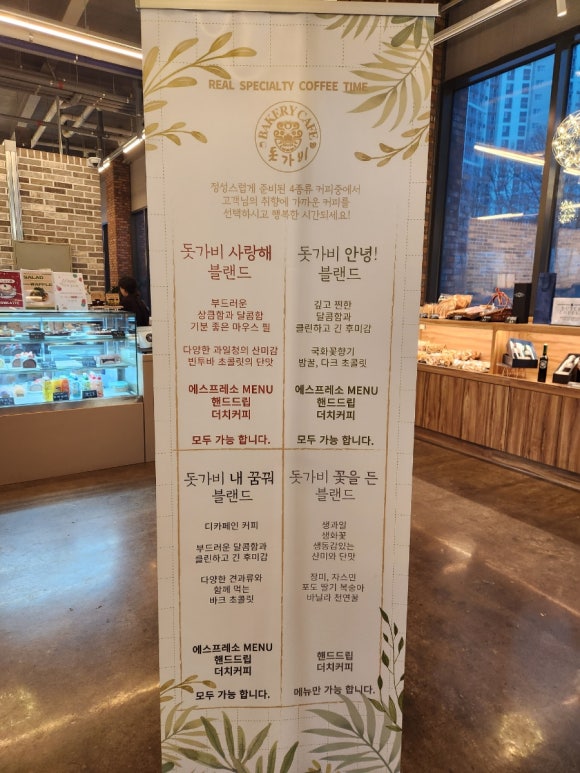 REAL SPECIALTY COFFEE TIME
BAKERY CAFE
돗가비
정성스럽게 준비된 4종류 커피중에서
고객님의 취향에 가까운 커피를
선택하시고 행복한 시간되세요!
돗가비 사랑해
블랜드
부드러운
상큼함과 달콤함
기분 좋은 마우스 필
다양한 과일청의 산미감
빈투바 초콜릿의 단맛
에스프레소 MENU
핸드드립
더치커피
모두 가능 합니다.
돗가비 안녕!
블랜드
깊고 찐한
달콤함과
클린하고 긴 후미감
국화꽃향기
밤꿀, 다크 초콜릿
에스프레소 MENU
핸드드립
더치커피
모두 가능 합니다.
돗가비 내 꿈꿔
블랜드
디카페인 커피
부드러운 달콤함과
클린하고 긴 후미감
다양한 견과류와
함께 먹는
바크 초콜릿
에스프레소 MENU
핸드드립
더치커피
모두 가능 합니다.
돗가비 꽃을 든
블랜드
생과일
생화꽃
생동감있는
산미와 단맛
장미, 자스민
포도 딸기 복숭아
바닐라 천연꿀
핸드드립
더치커피
메뉴만 가능 합니다.
SALAD
WAFFLE